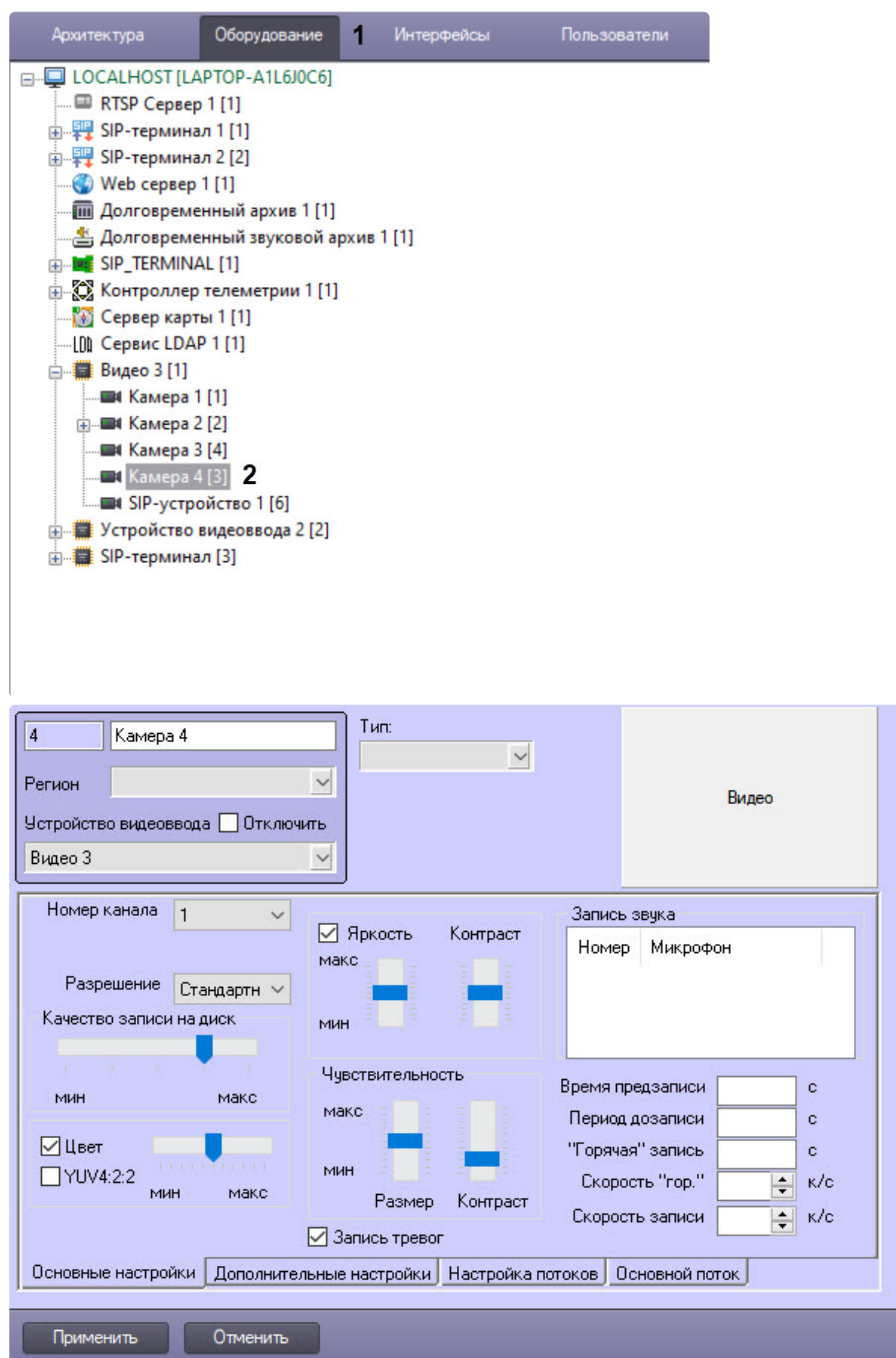 Архитектура Оборудование 1 Интерфейсы Пользователи
LOCALHOST [LAPTOP-A1L6J0C6]
RTSP Сервер 1 [1]
SIP-терминал 1 [1]
SIP-терминал 2 [2]
Web сервер 1 [1]
Долговременный архив 1 [1]
Долговременный звуковой архив 1 [1]
SIP_TERMINAL [1]
Контроллер телеметрии 1 [1]
Сервер карты 1 [1]
Сервис LDAP 1 [1]
Видео 3 [1]
Камера 1 [1]
Камера 2 [2]
Камера 3 [4]
Камера 4 [3] 2
SIP-устройство 1 [6]
Устройство видеоввода 2 [2]
SIP-терминал [3]
4 Камера 4
Регион
Устройство видеоввода Отключить
Видео 3
Тип:
Видео
Номер канала 1
Разрешение Стандартн
Качество записи на диск
мин макс
Цвет
YUV4:2:2
мин макс
Яркость Контраст
макс
мин
Чувствительность
макс
мин
Размер Контраст
Запись тревог
Запись звука
Номер Микрофон
Время предзаписи с
Период дозаписи с
"Горячая" запись с
Скорость "гор." к/с
Скорость записи к/с
Основные настройки Дополнительные настройки Настройка потоков Основной поток
Применить Отменить